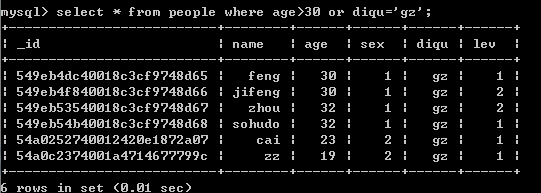 mysql> select * from people where age>30 or diqu='gz';
_id | name | age | sex | diqu | lev
549eb4dc40018c3cf9748d65 | feng | 30 | 1 | gz | 1
549eb4f840018c3cf9748d66 | jifeng | 30 | 1 | gz | 2
549eb53540018c3cf9748d67 | zhou | 32 | 1 | gz | 2
549eb54b40018c3cf9748d68 | sohudo | 32 | 1 | gz | 1
54a0252740012420e1872a07 | cai | 23 | 2 | gz | 1
54a0c2374001a4714677799c | zz | 19 | 2 | gz | 1
6 rows in set (0.01 sec)